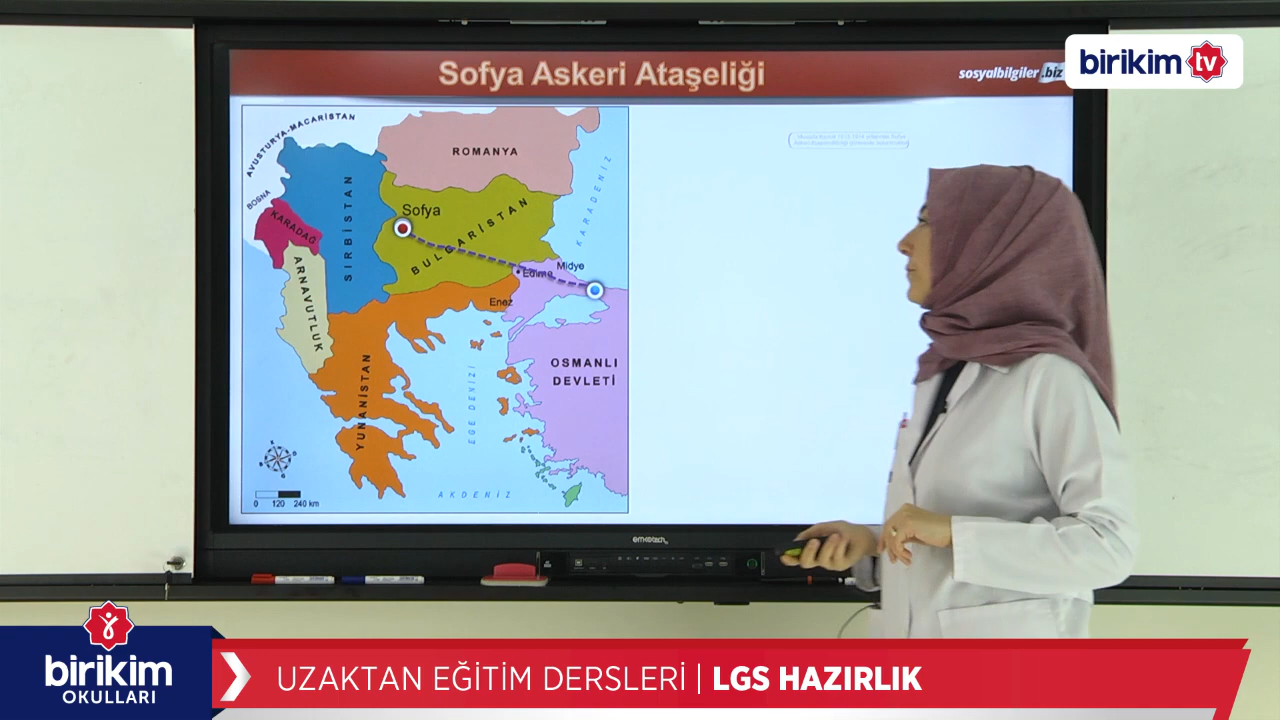 Sofya Askeri Ataşeliği
sosyalbilgiler.biz
birikim tv
AVUSTURYA-MACARİSTAN
ROMANYA
BOSNA
KARADAĞ
SIRBİSTAN
Sofya
BULGARİSTAN
KARADENİZ
Midye
Edirne
Enez
ARNAVUTLUK
YUNANİSTAN
EGE DENİZİ
OSMANLI
DEVLETİ
AKDENİZ
0 120 240 km
birikim
OKULLARI
UZAKTAN EĞİTİM DERSLERİ | LGS HAZIRLIK